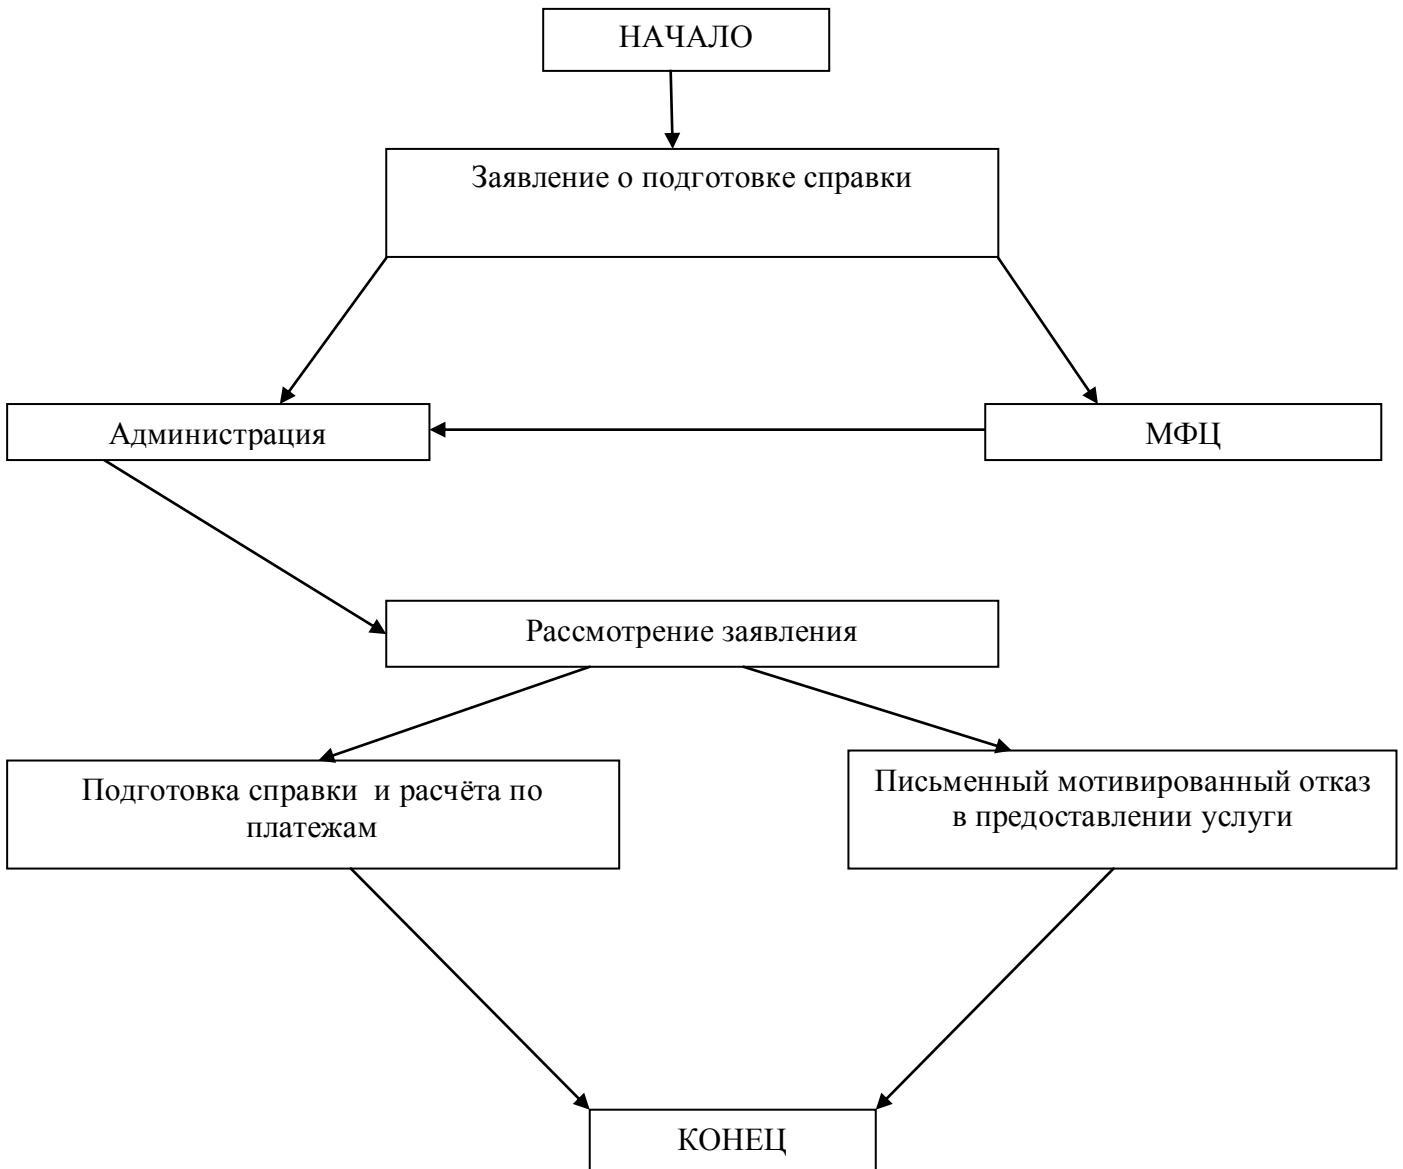 НАЧАЛО
Заявление о подготовке справки
Администрация
МФЦ
Рассмотрение заявления
Подготовка справки  и расчёта по
платежам
Письменный мотивированный отказ
в предоставлении услуги
КОНЕЦ